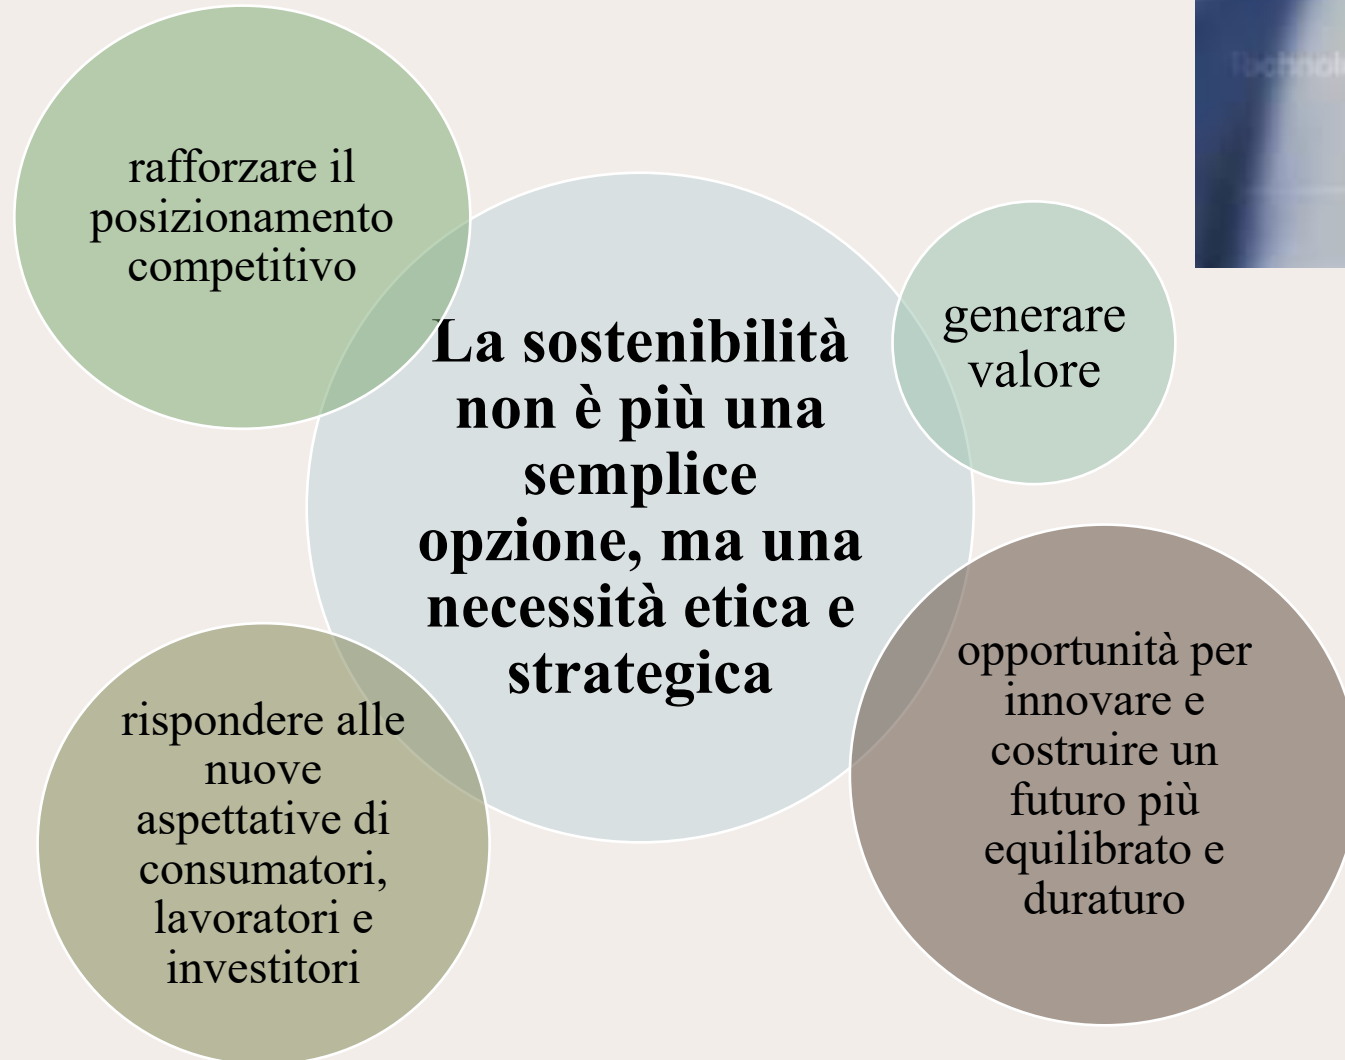 rafforzare il
posizionamento
competitivo
La sostenibilità
non è più una
semplice
opzione, ma una
necessità etica e
strategica
generare
valore
rispondere alle
nuove
aspettative di
consumatori,
lavoratori e
investitori
opportunità per
innovare e
costruire un
futuro più
equilibrato e
duraturo